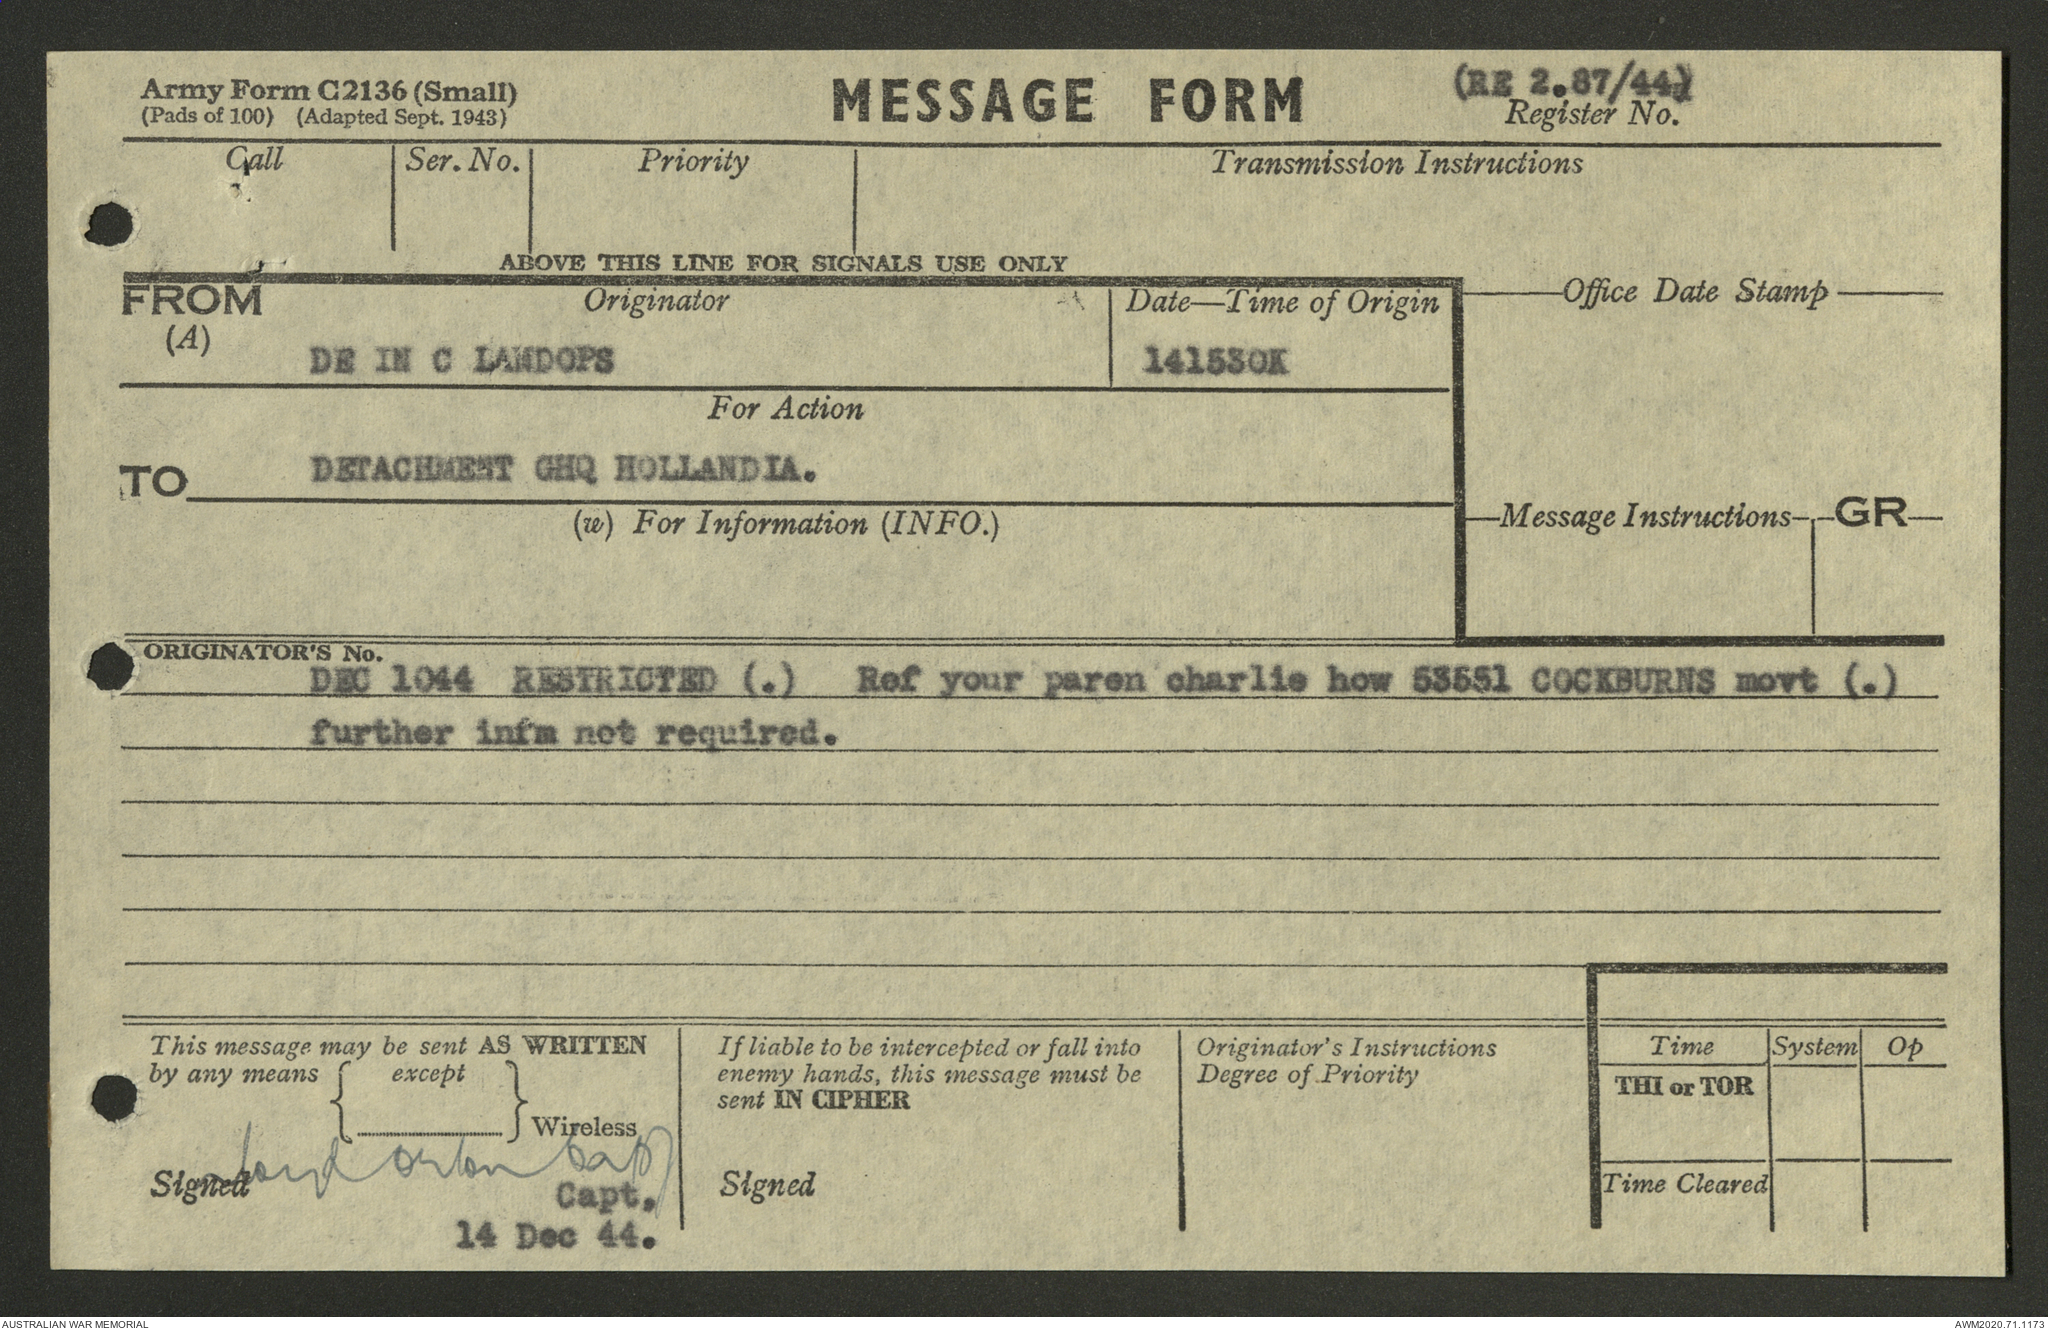 Army Form C2136 (Small)
(Pads of 100) (Adapted Sept. 1943)
MESSAGE FORM
(RE 2.87/44)
Register No.
Call
Ser. No.
Priority
Transmission Instructions
ABOVE THIS LINE FOR SIGNALS USE ONLY
FROM
(A)
Originator
Date—Time of Origin
Office Date Stamp
DE IN C LANDOPS
141530K
For Action
TO
DETACHMENT GHQ HOLLANDIA.
(w) For Information (INFO.)
Message Instructions
GR
ORIGINATOR'S No.
DEC 1044 RESTRICTED (.) Ref your paren charlie how 53551 COCKBURNS movt (.)
further infm not required.
This message may be sent AS WRITTEN
by any means { except
} Wireless
Signed
Capt.
14 Dec 44.
If liable to be intercepted or fall into
enemy hands, this message must be
sent IN CIPHER
Signed
Originator's Instructions
Degree of Priority
Time
System
Op
THI or TOR
Time Cleared
AUSTRALIAN WAR MEMORIAL
AWM2020.71.1173